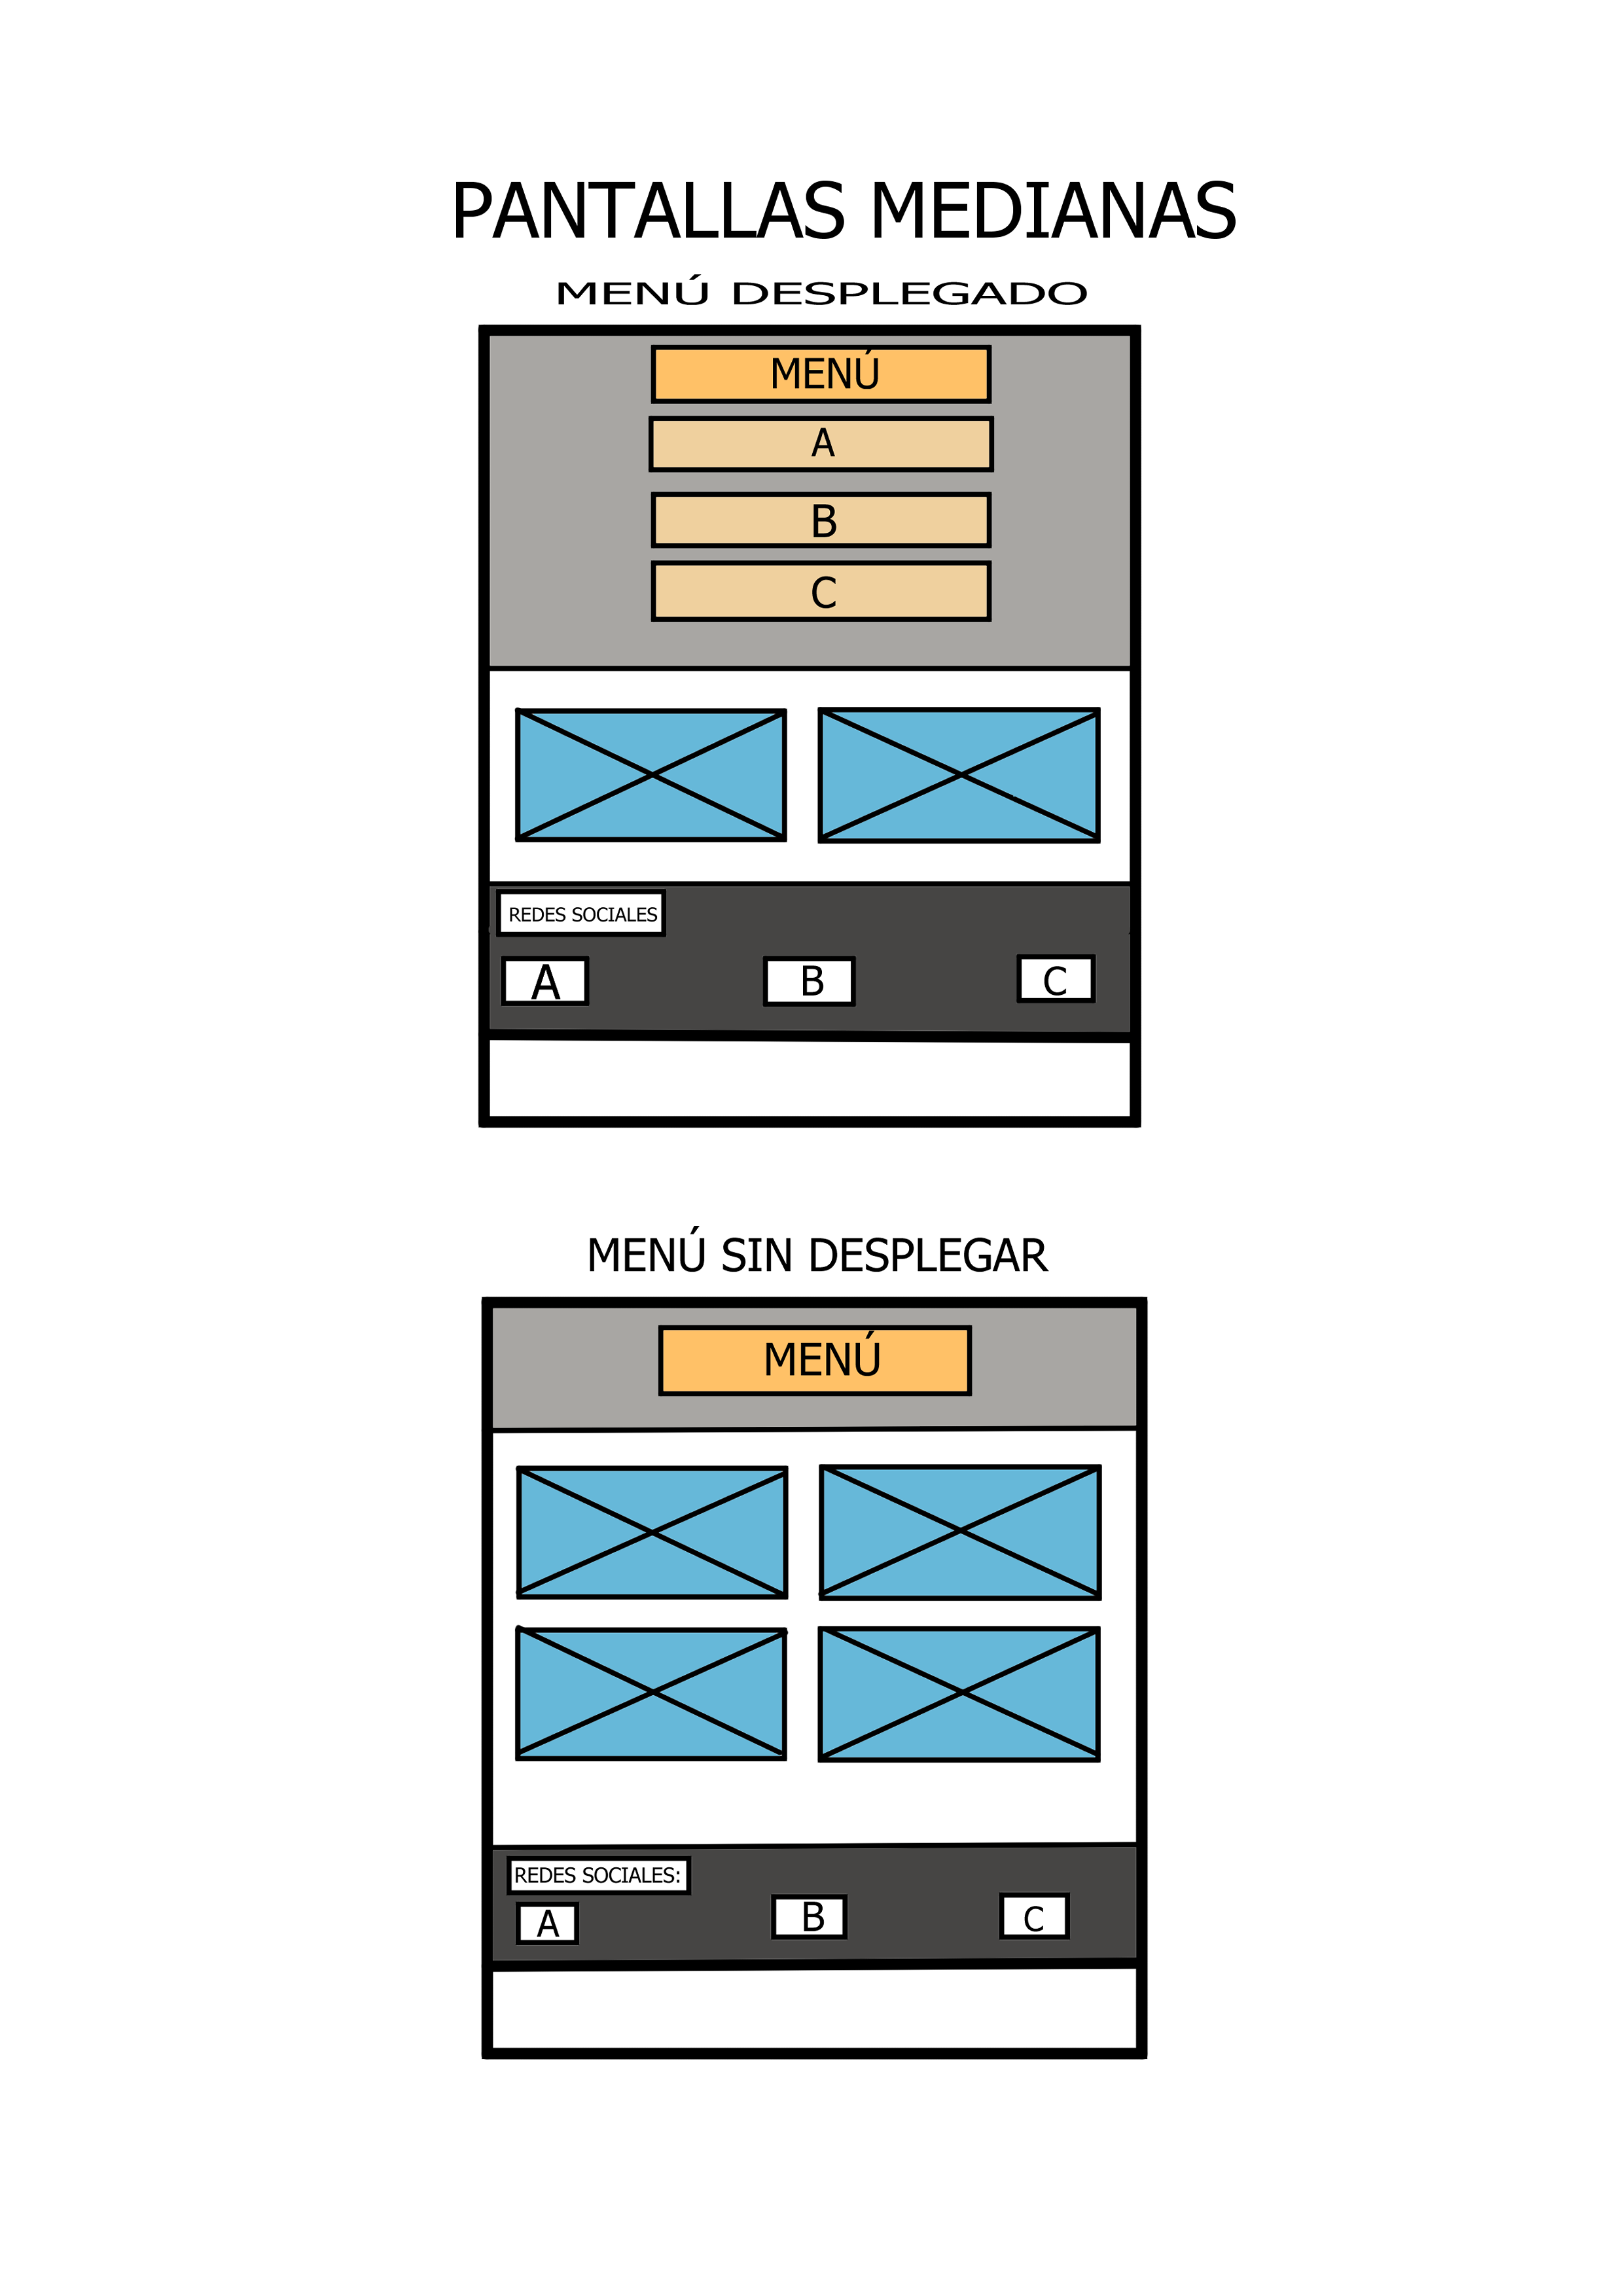 PANTALLAS MEDIANAS
MENÚ DESPLEGADO
MENÚ
A
B
C
REDES SOCIALES
A
B
C
MENÚ SIN DESPLEGAR
MENÚ
REDES SOCIALES:
A
B
C